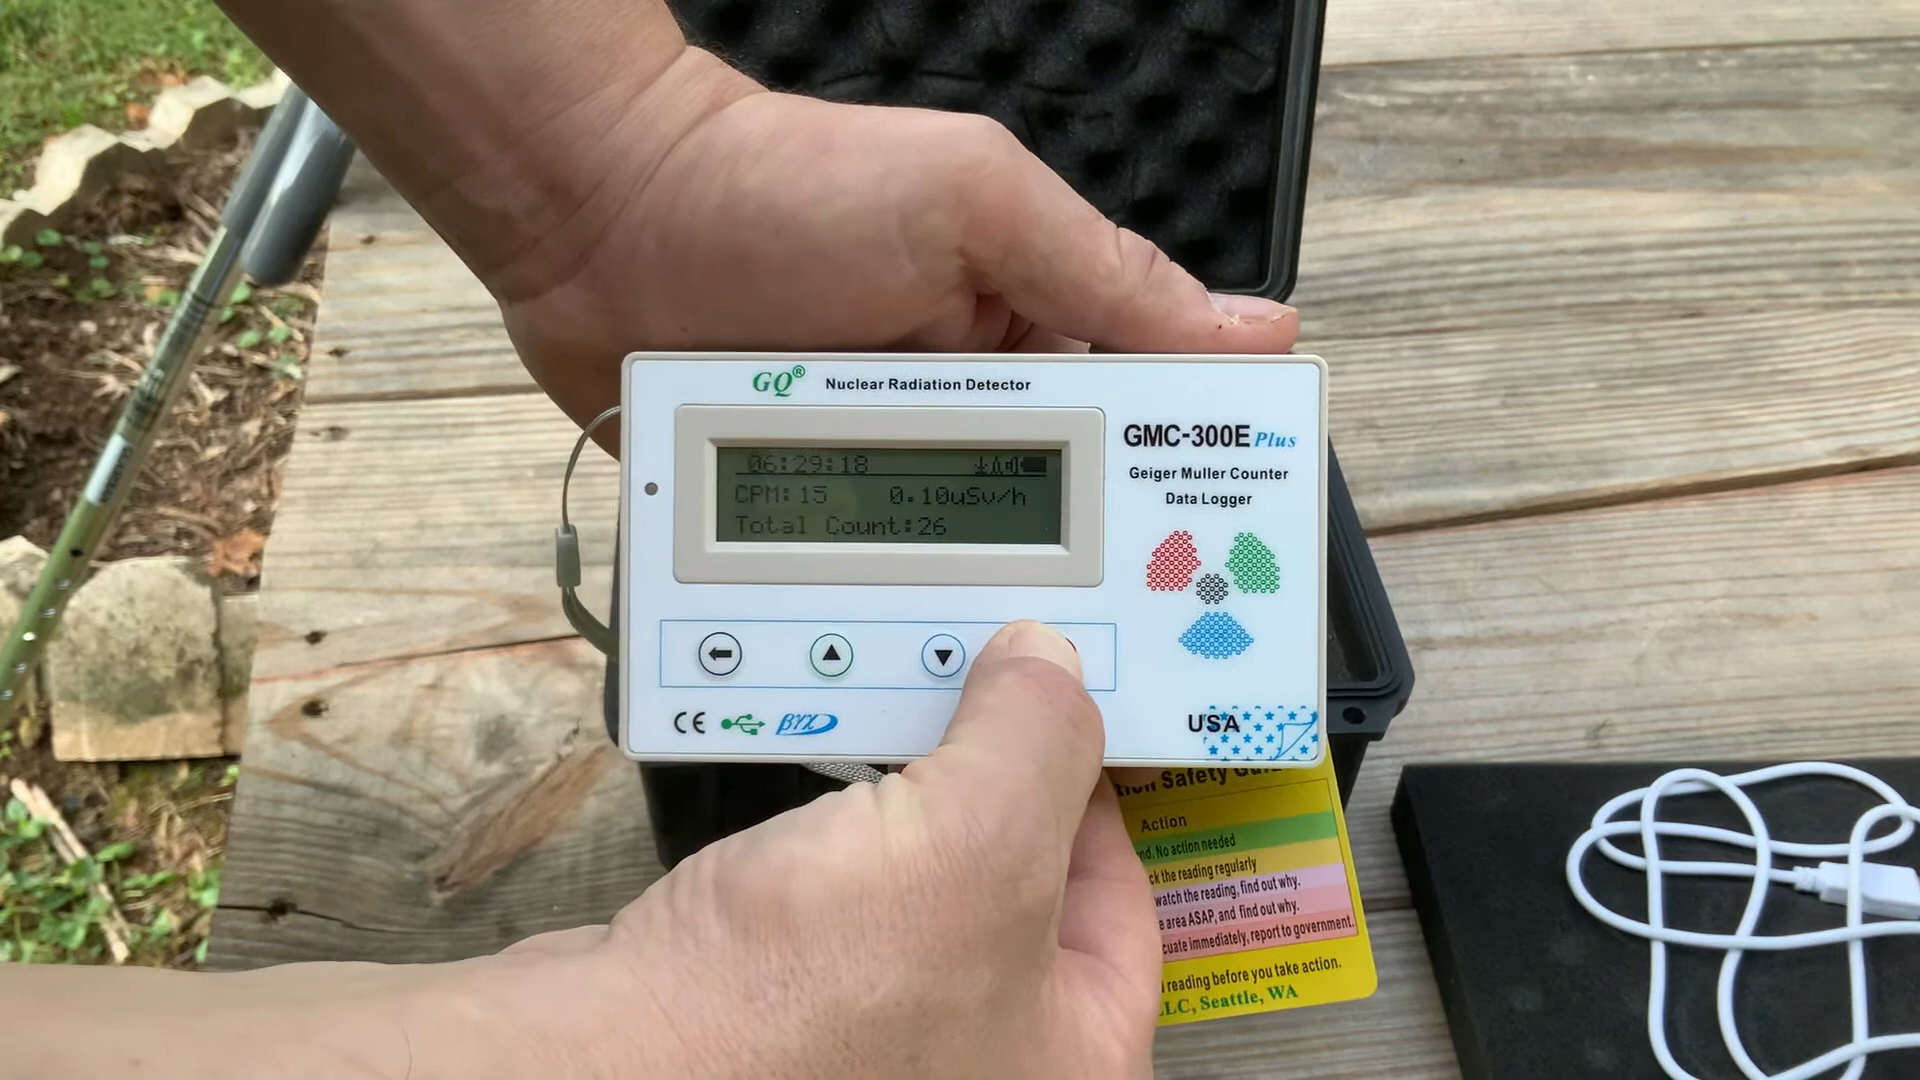 GQ® Nuclear Radiation Detector
06:29:18
CPM:15 0.10uSv/h
Total Count:26
GMC-300E Plus
Geiger Muller Counter
Data Logger
CE βγχ
USA
Safety
Action
No action needed
the reading regularly
watch the reading, find out why.
area ASAP, and find out why.
immediately, report to government.
reading before you take action.
LLC, Seattle, WA